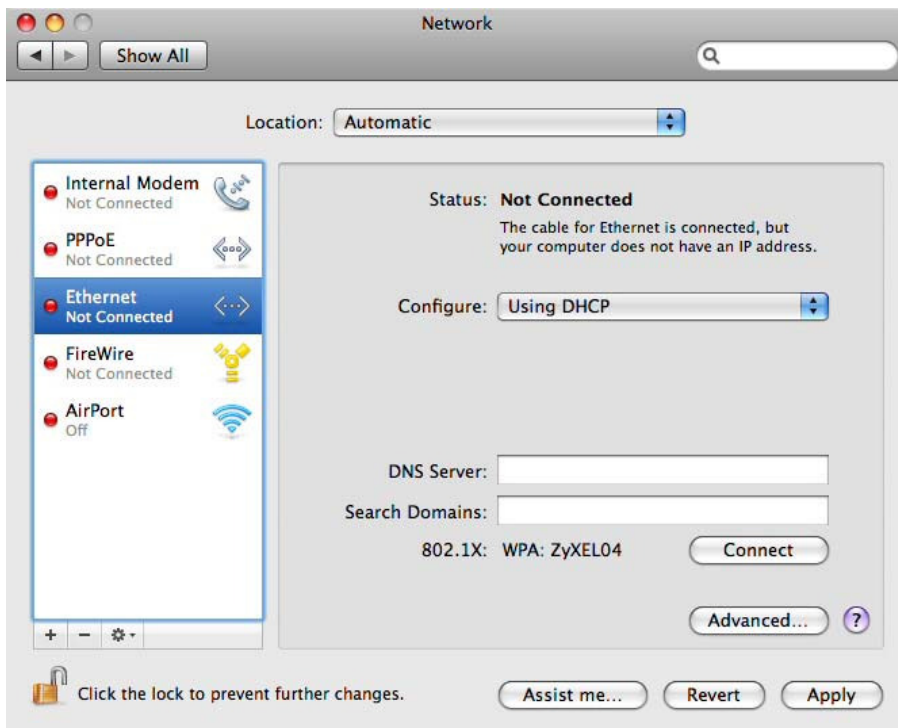 Network
Show All
Location: Automatic
Internal Modem
Not Connected
PPPoE
Not Connected
Ethernet
Not Connected
FireWire
Not Connected
AirPort
Off
Status: Not Connected
The cable for Ethernet is connected, but
your computer does not have an IP address.
Configure: Using DHCP
DNS Server:
Search Domains:
802.1X: WPA: ZyXEL04 Connect
Advanced... ?
+ −
Click the lock to prevent further changes.
Assist me... Revert Apply